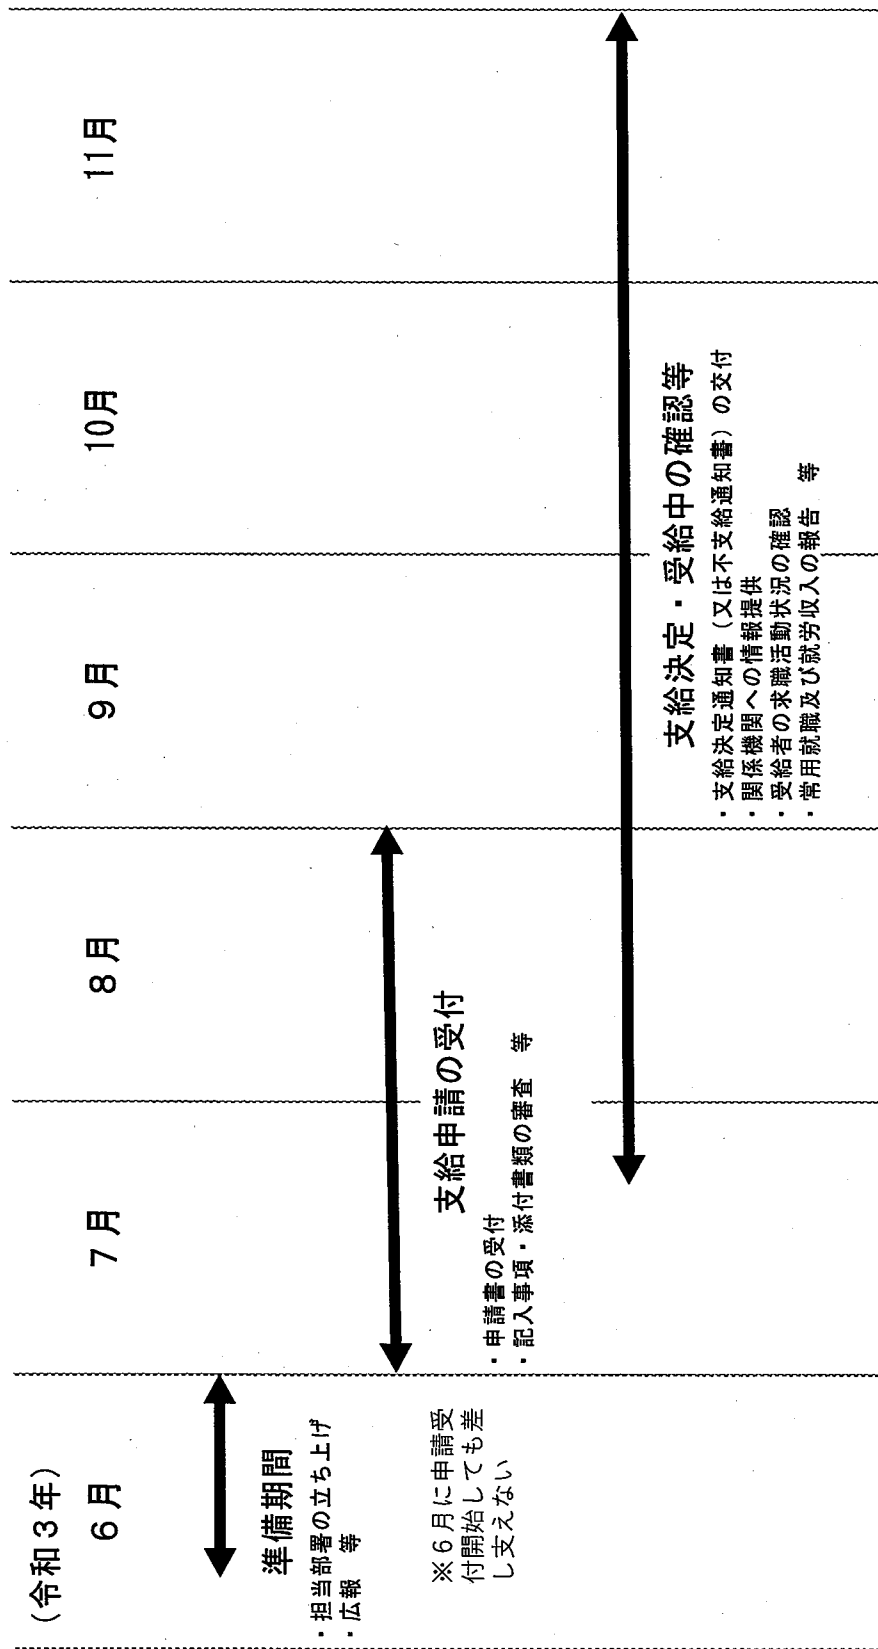 （令和３年）
６月
７月
８月
９月
10月
11月
準備期間
・担当部署の立ち上げ
・広報　等
※６月に申請受
付開始しても差
し支えない
支給申請の受付
・申請書の受付
・記入事項・添付書類の審査　等
支給決定・受給中の確認等
・支給決定通知書（又は不支給通知書）の交付
・関係機関への情報提供
・受給者の求職活動状況の確認
・常用就職及び就労収入の報告　等